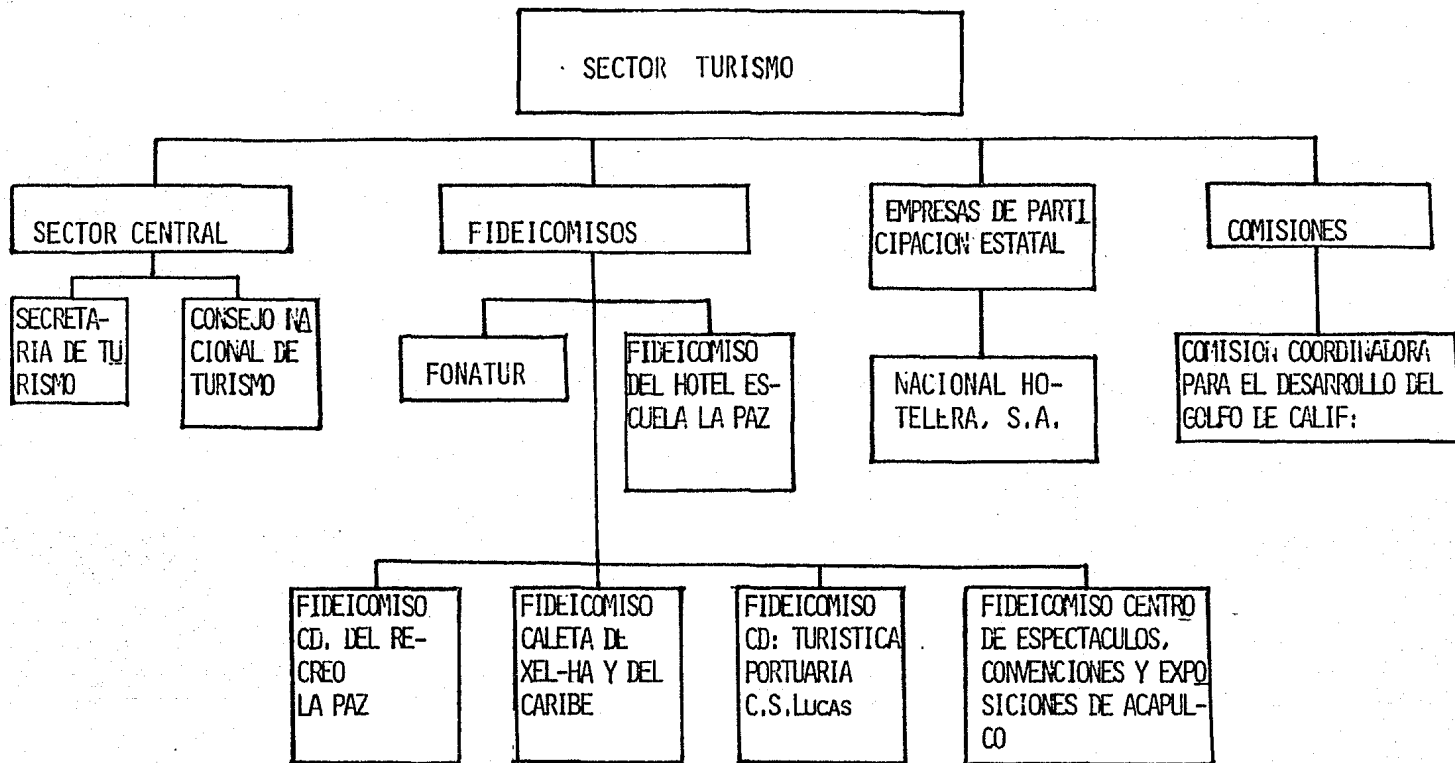 SECTOR TURISMO
SECTOR CENTRAL
FIDEICOMISOS
EMPRESAS DE PARTI
CIPACION ESTATAL
COMISIONES
SECRETA-
RIA DE TU
RISMO
CONSEJO NA
CIONAL DE
TURISMO
FONATUR
FIDEICOMISO
DEL HOTEL ES-
CUELA LA PAZ
NACIONAL HO-
TELERA, S.A.
COMISION COORDINADORA
PARA EL DESARROLLO DEL
GOLFO DE CALIF:
FIDEICOMISO
CD. DEL RE-
CREO
LA PAZ
FIDEICOMISO
CALETA DE
XEL-HA Y DEL
CARIBE
FIDEICOMISO
CD: TURISTICA
PORTUARIA
C.S.LUCAS
FIDEICOMISO CENTRO
DE ESPECTACULOS,
CONVENCIONES Y EXPO
SICIONES DE ACAPUL-
CO